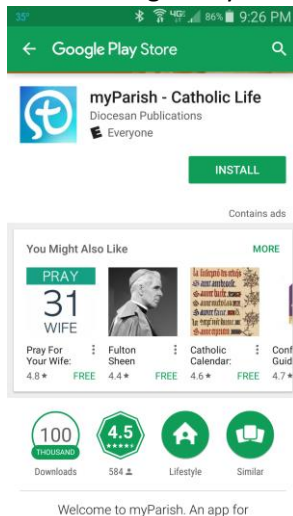 35°
86% 9:26 PM
Google Play Store
myParish - Catholic Life
Diocesan Publications
E Everyone
INSTALL
Contains ads
You Might Also Like MORE
PRAY
31
WIFE
Pray For
Your Wife:
4.8 ★ FREE
Fulton
Sheen
4.4 ★ FREE
Catholic
Calendar:
4.6 ★ FREE
Conf
Guid
4.7 ★
100
THOUSAND
Downloads
4.5
584
Lifestyle
Similar
Welcome to myParish. An app for